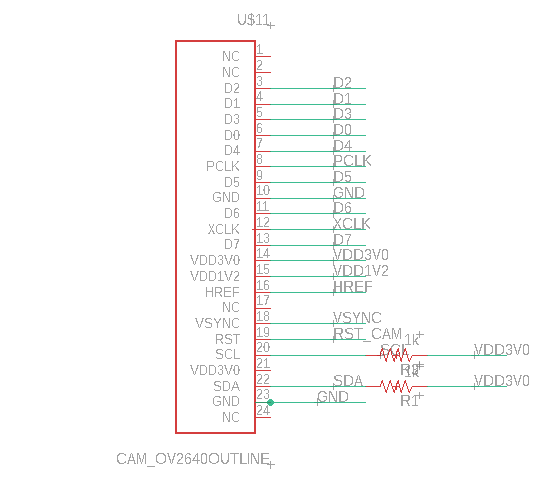 U$11
NC 1
NC 2
D2 3 D2
D1 4 D1
D3 5 D3
D0 6 D0
D4 7 D4
PCLK 8 PCLK
D5 9 D5
GND 10 GND
D6 11 D6
XCLK 12 XCLK
D7 13 D7
VDD3V0 14 VDD3V0
VDD1V2 15 VDD1V2
HREF 16 HREF
NC 17
VSYNC 18 VSYNC
RST 19 RST_CAM 1k
SCL 20 SCL VDD3V0
VDD3V0 21 1k
SDA 22 SDA VDD3V0
GND 23 GND R1
NC 24
CAM_OV2640OUTLINE